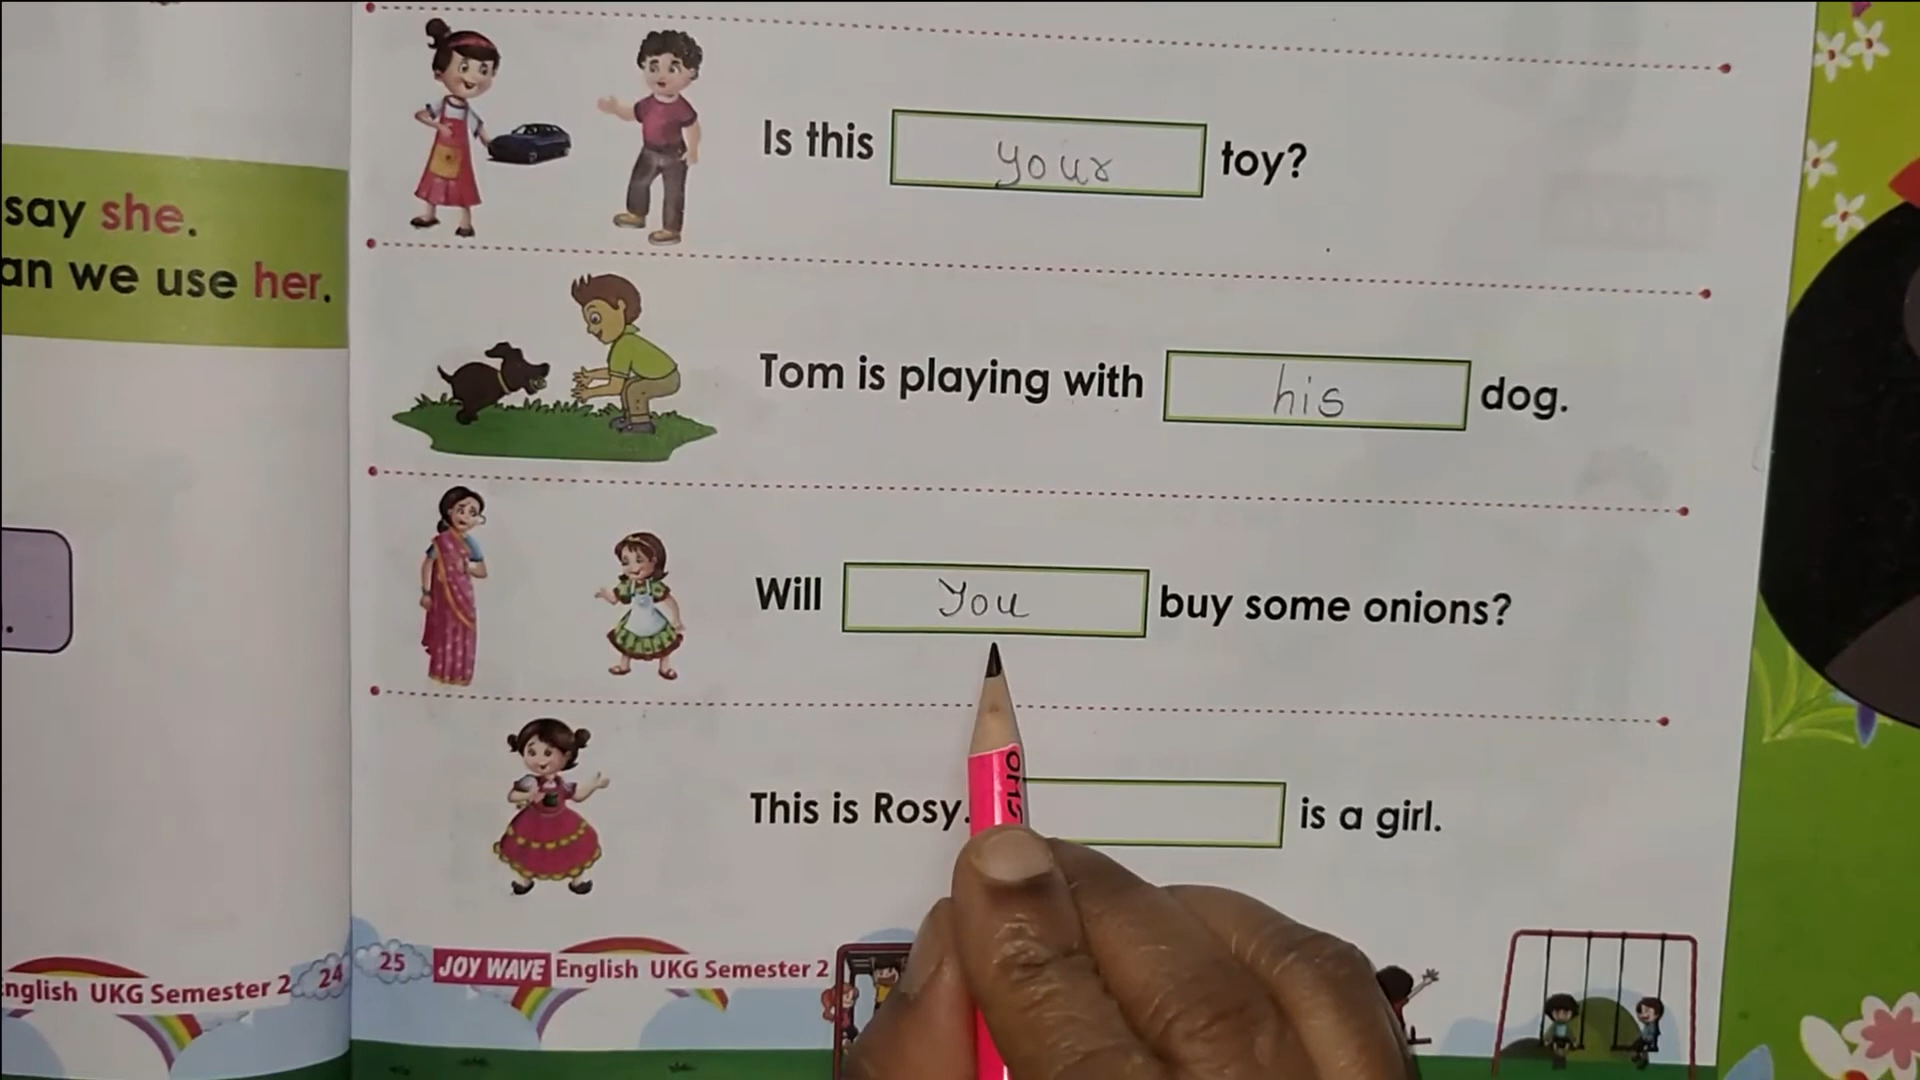 say she.
an we use her.
.
English UKG Semester 2 24
Is this your toy?
Tom is playing with his dog.
Will You buy some onions?
This is Rosy. is a girl.
25 JOY WAVE English UKG Semester 2